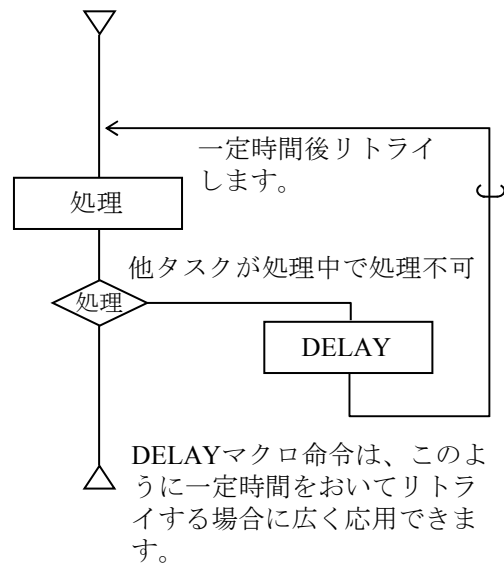 一定時間後リトライ
します。
処理
他タスクが処理中で処理不可
処理
DELAY
DELAYマクロ命令は、このよ
うに一定時間をおいてリトラ
イする場合に広く応用できま
す。